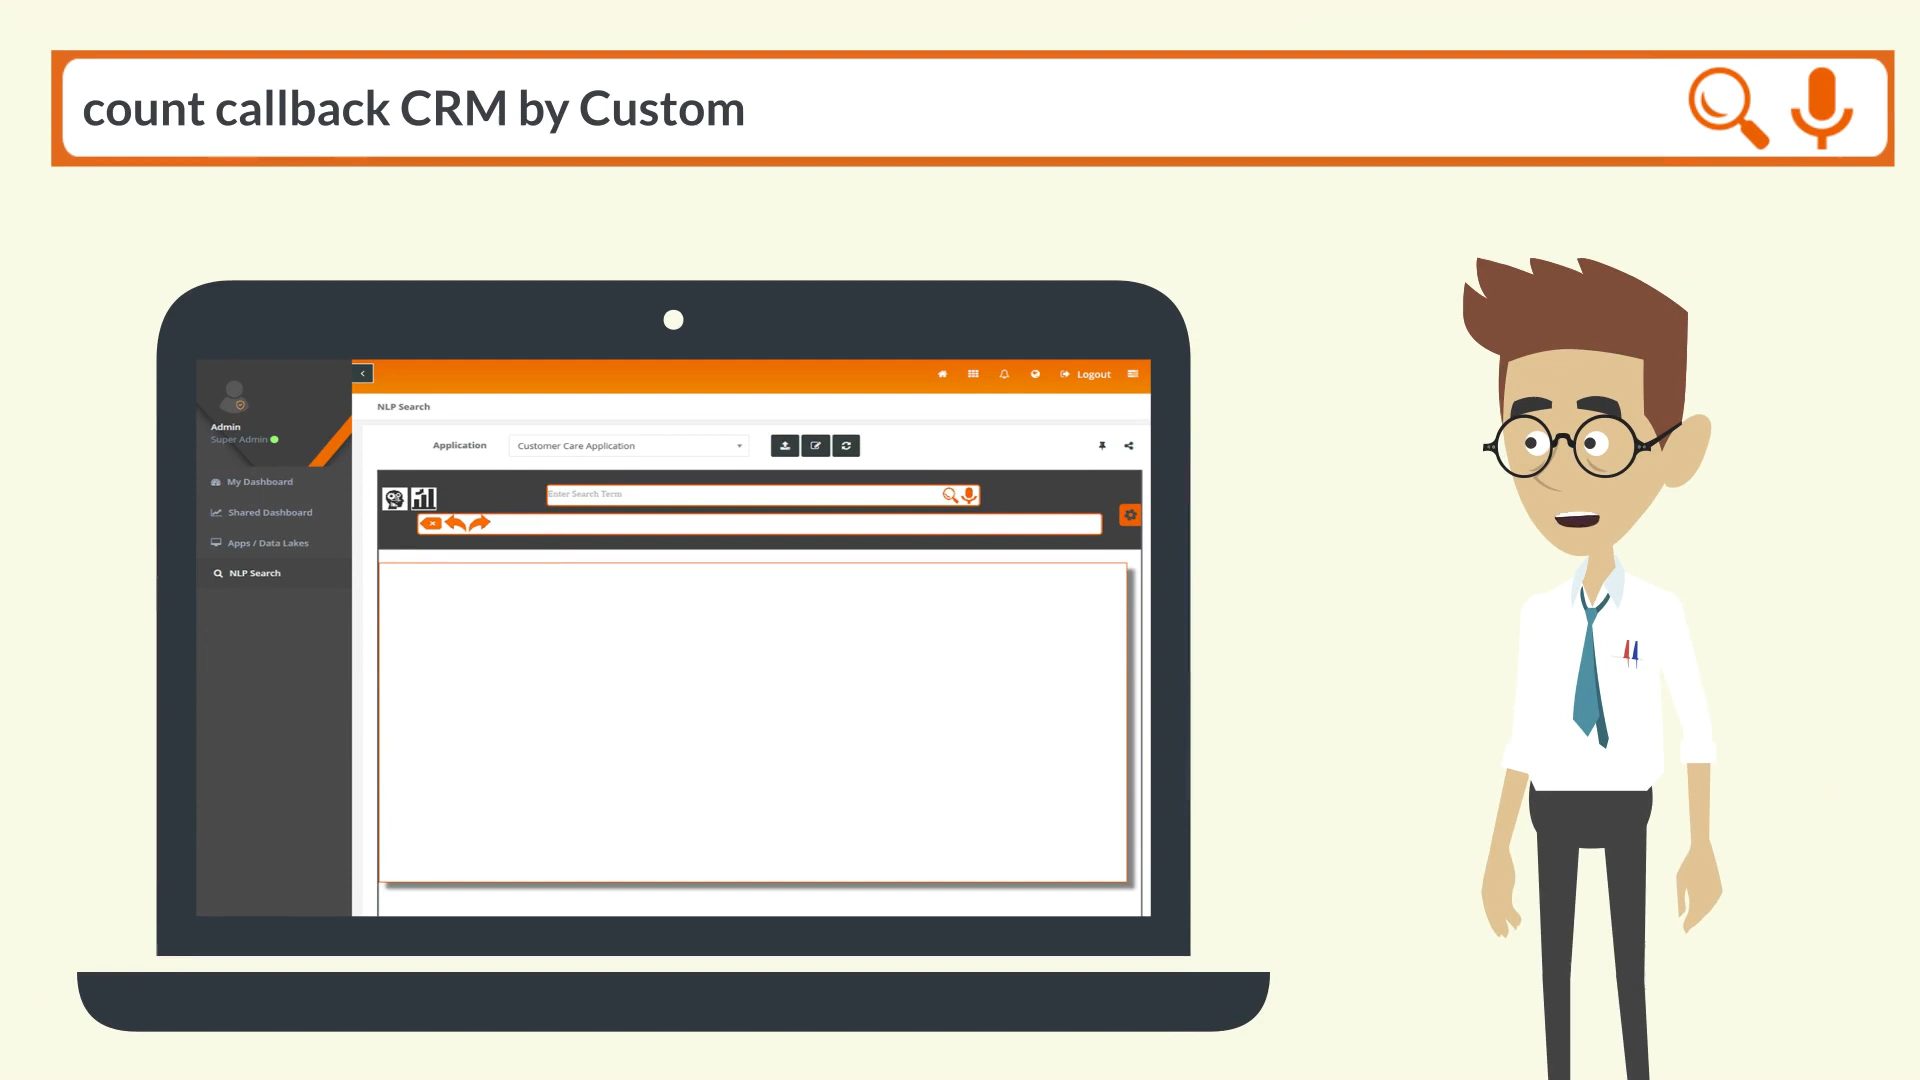 count callback CRM by Custom
Logout
NLP Search
Admin
Super Admin
Application
Customer Care Application
My Dashboard
Enter Search Term
Shared Dashboard
Apps / Data Lakes
NLP Search